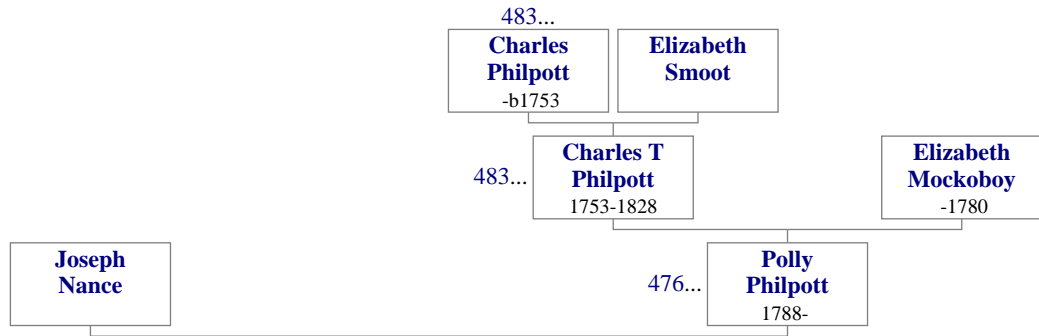 483...
Charles
Philpott
-b1753
Elizabeth
Smoot
483...
Charles T
Philpott
1753-1828
Elizabeth
Mockoboy
-1780
Joseph
Nance
476...
Polly
Philpott
1788-